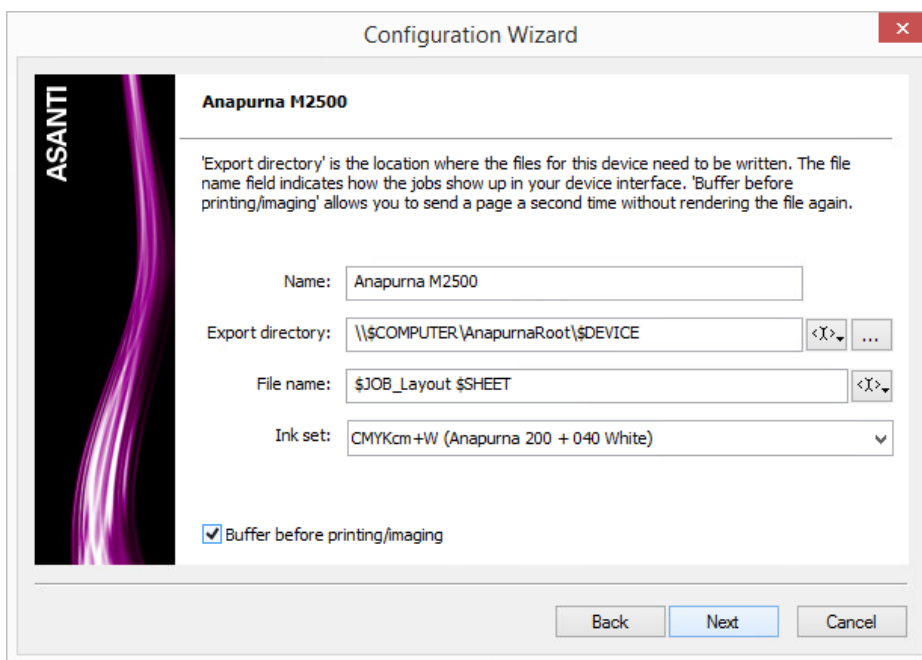 Configuration Wizard
ASANTI
Anapurna M2500
'Export directory' is the location where the files for this device need to be written. The file
name field indicates how the jobs show up in your device interface. 'Buffer before
printing/imaging' allows you to send a page a second time without rendering the file again.
Name: Anapurna M2500
Export directory: \\$COMPUTER\AnapurnaRoot\$DEVICE ...
File name: $JOB_Layout $SHEET
Ink set: CMYKcm+W (Anapurna 200 + 040 White)
Buffer before printing/imaging
Back Next Cancel